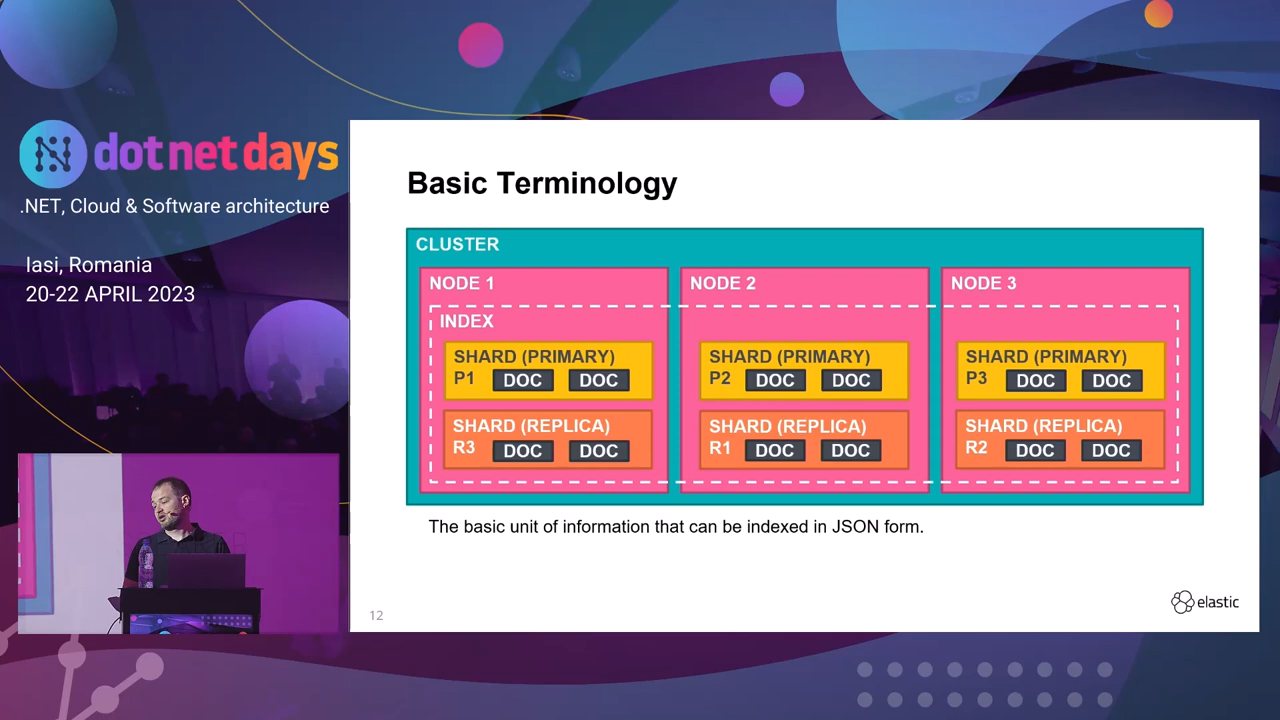 dotnetdays
.NET, Cloud & Software architecture
Iasi, Romania
20-22 APRIL 2023
Basic Terminology
CLUSTER
NODE 1
NODE 2
NODE 3
INDEX
SHARD (PRIMARY)
P1 DOC DOC
SHARD (PRIMARY)
P2 DOC DOC
SHARD (PRIMARY)
P3 DOC DOC
SHARD (REPLICA)
R3 DOC DOC
SHARD (REPLICA)
R1 DOC DOC
SHARD (REPLICA)
R2 DOC DOC
The basic unit of information that can be indexed in JSON form.
12
elastic